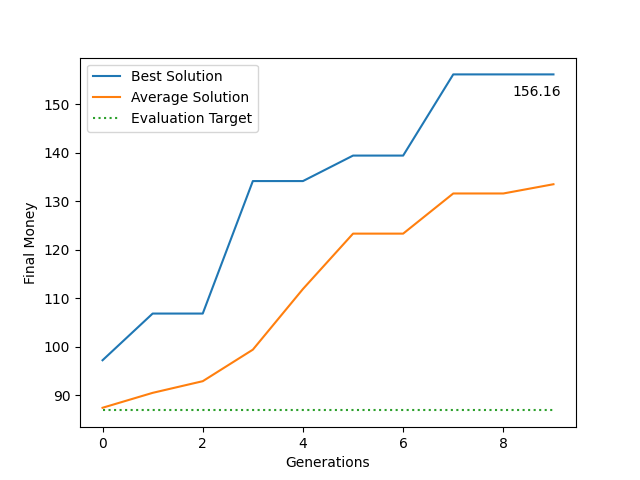 Best Solution
Average Solution
Evaluation Target
156.16
150
140
130
120
110
100
90
Final Money
0 2 4 6 8
Generations